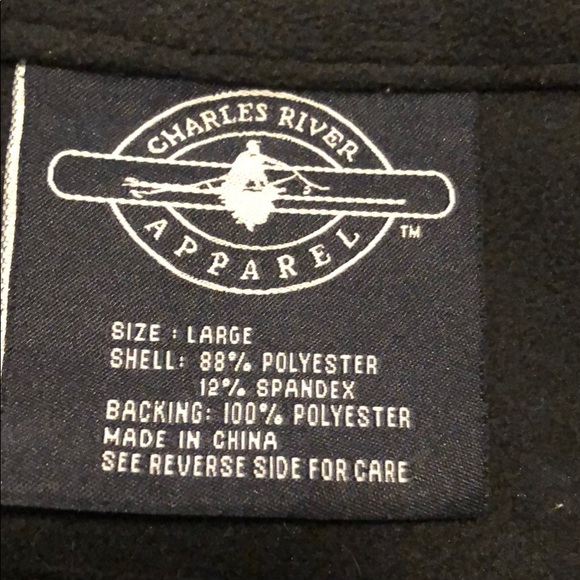 CHARLES RIVER
APPAREL
TM
SIZE : LARGE
SHELL: 88% POLYESTER
12% SPANDEX
BACKING: 100% POLYESTER
MADE IN CHINA
SEE REVERSE SIDE FOR CARE